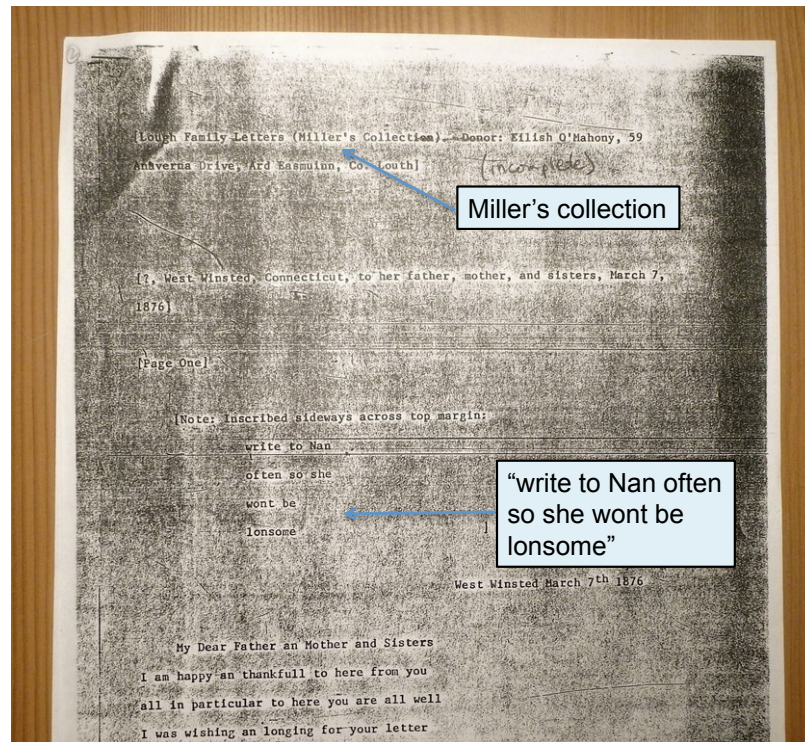 [Lough Family Letters (Miller's Collection). Donor: Eilish O'Mahony, 59
Anaverna Drive, Ard Easmuinn, Co. Louth]
(incomplete)
Miller's collection
[?, West Winsted, Connecticut, to her father, mother, and sisters, March 7,
1876]
[Page One]
[Note: Inscribed sideways across top margin:
write to Nan
often so she
wont be
lonsome
]
“write to Nan often
so she wont be
lonsome”
West Winsted March 7th 1876
My Dear Father an Mother and Sisters
I am happy an thankfull to here from you
all in particular to here you are all well
I was wishing an longing for your letter